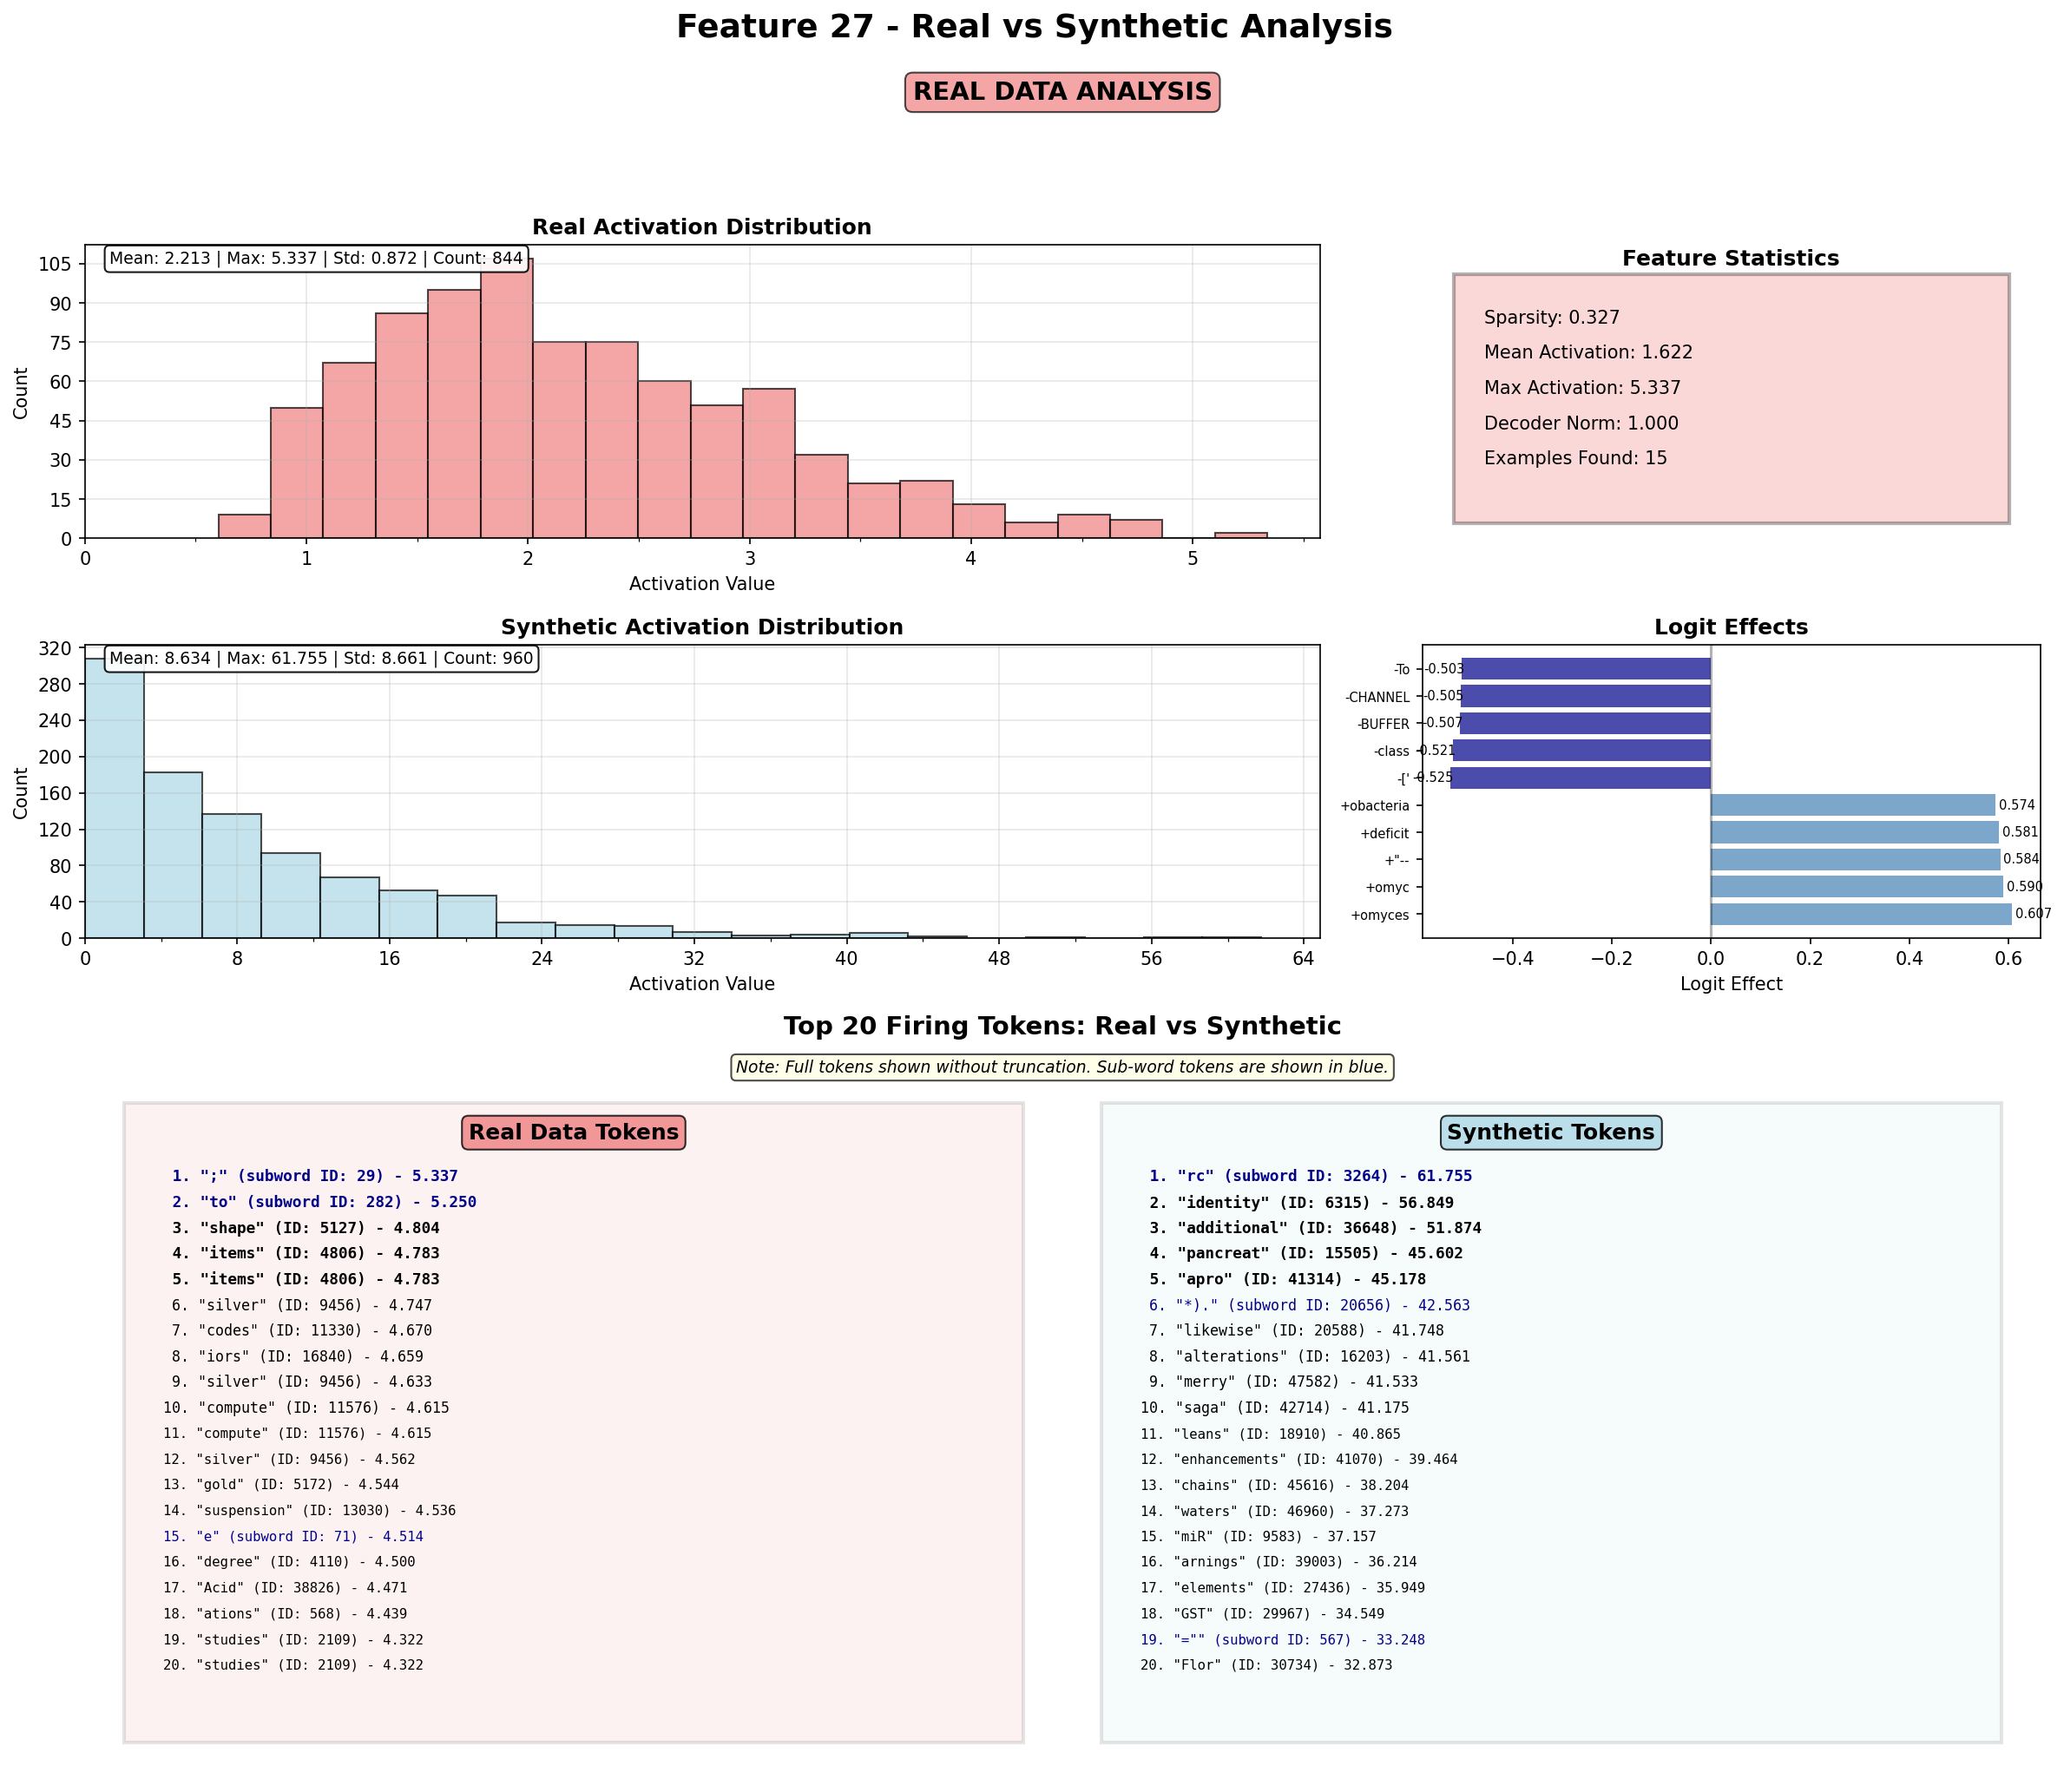 Feature 27 - Real vs Synthetic Analysis
REAL DATA ANALYSIS
Real Activation Distribution
Mean: 2.213 | Max: 5.337 | Std: 0.872 | Count: 844
105
90
75
60
45
30
15
0
Count
0 1 2 3 4 5
Activation Value
Feature Statistics
Sparsity: 0.327
Mean Activation: 1.622
Max Activation: 5.337
Decoder Norm: 1.000
Examples Found: 15
Synthetic Activation Distribution
Mean: 8.634 | Max: 61.755 | Std: 8.661 | Count: 960
320
280
240
200
160
120
80
40
0
Count
0 8 16 24 32 40 48 56 64
Activation Value
Logit Effects
-To -0.503
-CHANNEL -0.505
-BUFFER -0.507
-class -0.521
-[' -0.525
+obacteria 0.574
+deficit 0.581
+"-- 0.584
+omyc 0.590
+omyces 0.607
−0.4 −0.2 0.0 0.2 0.4 0.6
Logit Effect
Top 20 Firing Tokens: Real vs Synthetic
Note: Full tokens shown without truncation. Sub-word tokens are shown in blue.
Real Data Tokens
1. ";" (subword ID: 29) - 5.337
2. "to" (subword ID: 282) - 5.250
3. "shape" (ID: 5127) - 4.804
4. "items" (ID: 4806) - 4.783
5. "items" (ID: 4806) - 4.783
6. "silver" (ID: 9456) - 4.747
7. "codes" (ID: 11330) - 4.670
8. "iors" (ID: 16840) - 4.659
9. "silver" (ID: 9456) - 4.633
10. "compute" (ID: 11576) - 4.615
11. "compute" (ID: 11576) - 4.615
12. "silver" (ID: 9456) - 4.562
13. "gold" (ID: 5172) - 4.544
14. "suspension" (ID: 13030) - 4.536
15. "e" (subword ID: 71) - 4.514
16. "degree" (ID: 4110) - 4.500
17. "Acid" (ID: 38826) - 4.471
18. "ations" (ID: 568) - 4.439
19. "studies" (ID: 2109) - 4.322
20. "studies" (ID: 2109) - 4.322
Synthetic Tokens
1. "rc" (subword ID: 3264) - 61.755
2. "identity" (ID: 6315) - 56.849
3. "additional" (ID: 36648) - 51.874
4. "pancreat" (ID: 15505) - 45.602
5. "apro" (ID: 41314) - 45.178
6. "*)." (subword ID: 20656) - 42.563
7. "likewise" (ID: 20588) - 41.748
8. "alterations" (ID: 16203) - 41.561
9. "merry" (ID: 47582) - 41.533
10. "saga" (ID: 42714) - 41.175
11. "leans" (ID: 18910) - 40.865
12. "enhancements" (ID: 41070) - 39.464
13. "chains" (ID: 45616) - 38.204
14. "waters" (ID: 46960) - 37.273
15. "miR" (ID: 9583) - 37.157
16. "arnings" (ID: 39003) - 36.214
17. "elements" (ID: 27436) - 35.949
18. "GST" (ID: 29967) - 34.549
19. "="" (subword ID: 567) - 33.248
20. "Flor" (ID: 30734) - 32.873